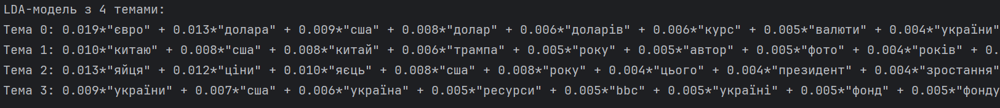 LDA-модель з 4 темами:
Тема 0: 0.019*"євро" + 0.013*"долара" + 0.009*"сша" + 0.008*"долар" + 0.006*"доларів" + 0.006*"курс" + 0.005*"валюти" + 0.004*"україни"
Тема 1: 0.010*"китаю" + 0.008*"сша" + 0.008*"китай" + 0.006*"трампа" + 0.005*"року" + 0.005*"автор" + 0.005*"фото" + 0.004*"років" + 0.
Тема 2: 0.013*"яйця" + 0.012*"ціни" + 0.010*"яєць" + 0.008*"сша" + 0.008*"року" + 0.004*"цього" + 0.004*"президент" + 0.004*"зростання"
Тема 3: 0.009*"україни" + 0.007*"сша" + 0.006*"україна" + 0.005*"ресурси" + 0.005*"bbc" + 0.005*"україні" + 0.005*"фонд" + 0.005*"фонду